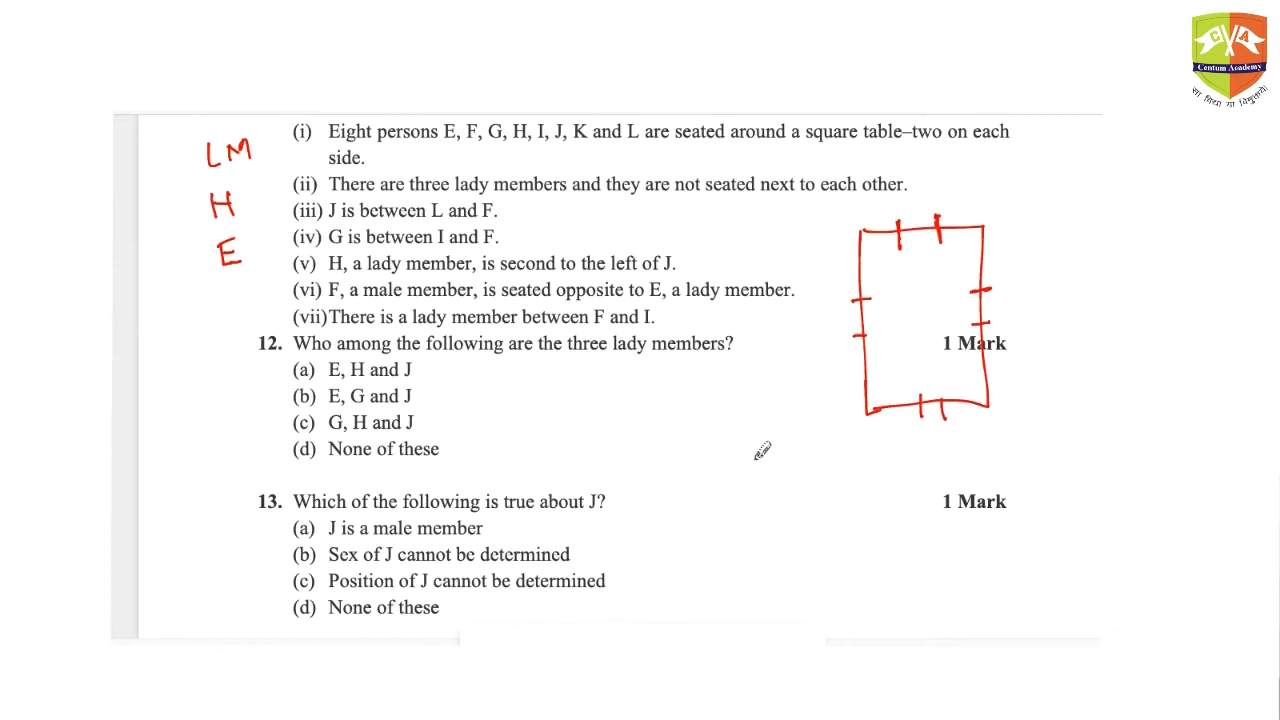 C A
Centum Academy
सा विद्या या विमुक्तये
LM
H
E
(i) Eight persons E, F, G, H, I, J, K and L are seated around a square table–two on each
side.
(ii) There are three lady members and they are not seated next to each other.
(iii) J is between L and F.
(iv) G is between I and F.
(v) H, a lady member, is second to the left of J.
(vi) F, a male member, is seated opposite to E, a lady member.
(vii)There is a lady member between F and I.
12. Who among the following are the three lady members? 1 Mark
(a) E, H and J
(b) E, G and J
(c) G, H and J
(d) None of these
13. Which of the following is true about J? 1 Mark
(a) J is a male member
(b) Sex of J cannot be determined
(c) Position of J cannot be determined
(d) None of these